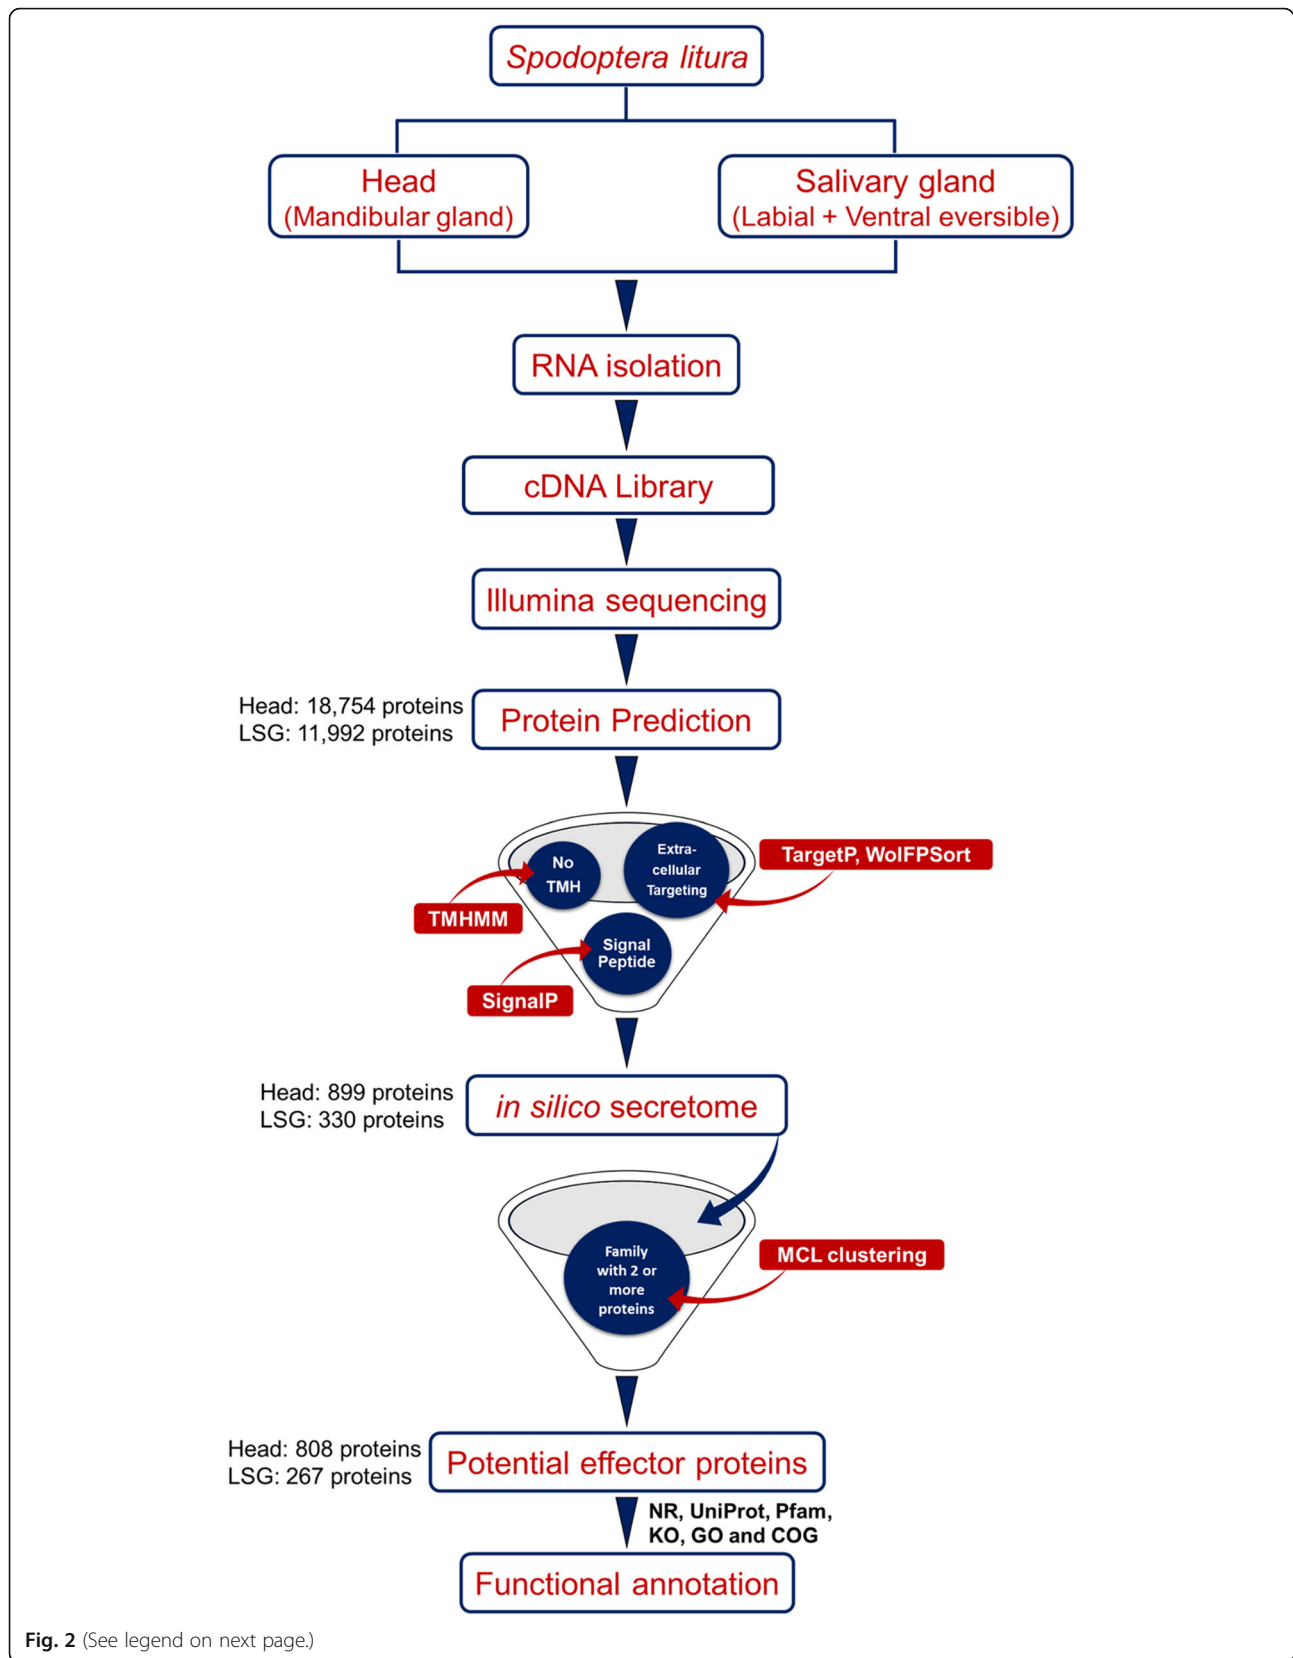 Spodoptera litura
Head
(Mandibular gland)
Salivary gland
(Labial + Ventral eversible)
RNA isolation
cDNA Library
Illumina sequencing
Head: 18,754 proteins
LSG: 11,992 proteins
Protein Prediction
No
TMH
Extra-
cellular
Targeting
TargetP, WolFPSort
TMHMM
Signal
Peptide
SignalP
Head: 899 proteins
LSG: 330 proteins
in silico secretome
Family
with 2 or
more
proteins
MCL clustering
Head: 808 proteins
LSG: 267 proteins
Potential effector proteins
NR, UniProt, Pfam,
KO, GO and COG
Functional annotation
Fig. 2 (See legend on next page.)